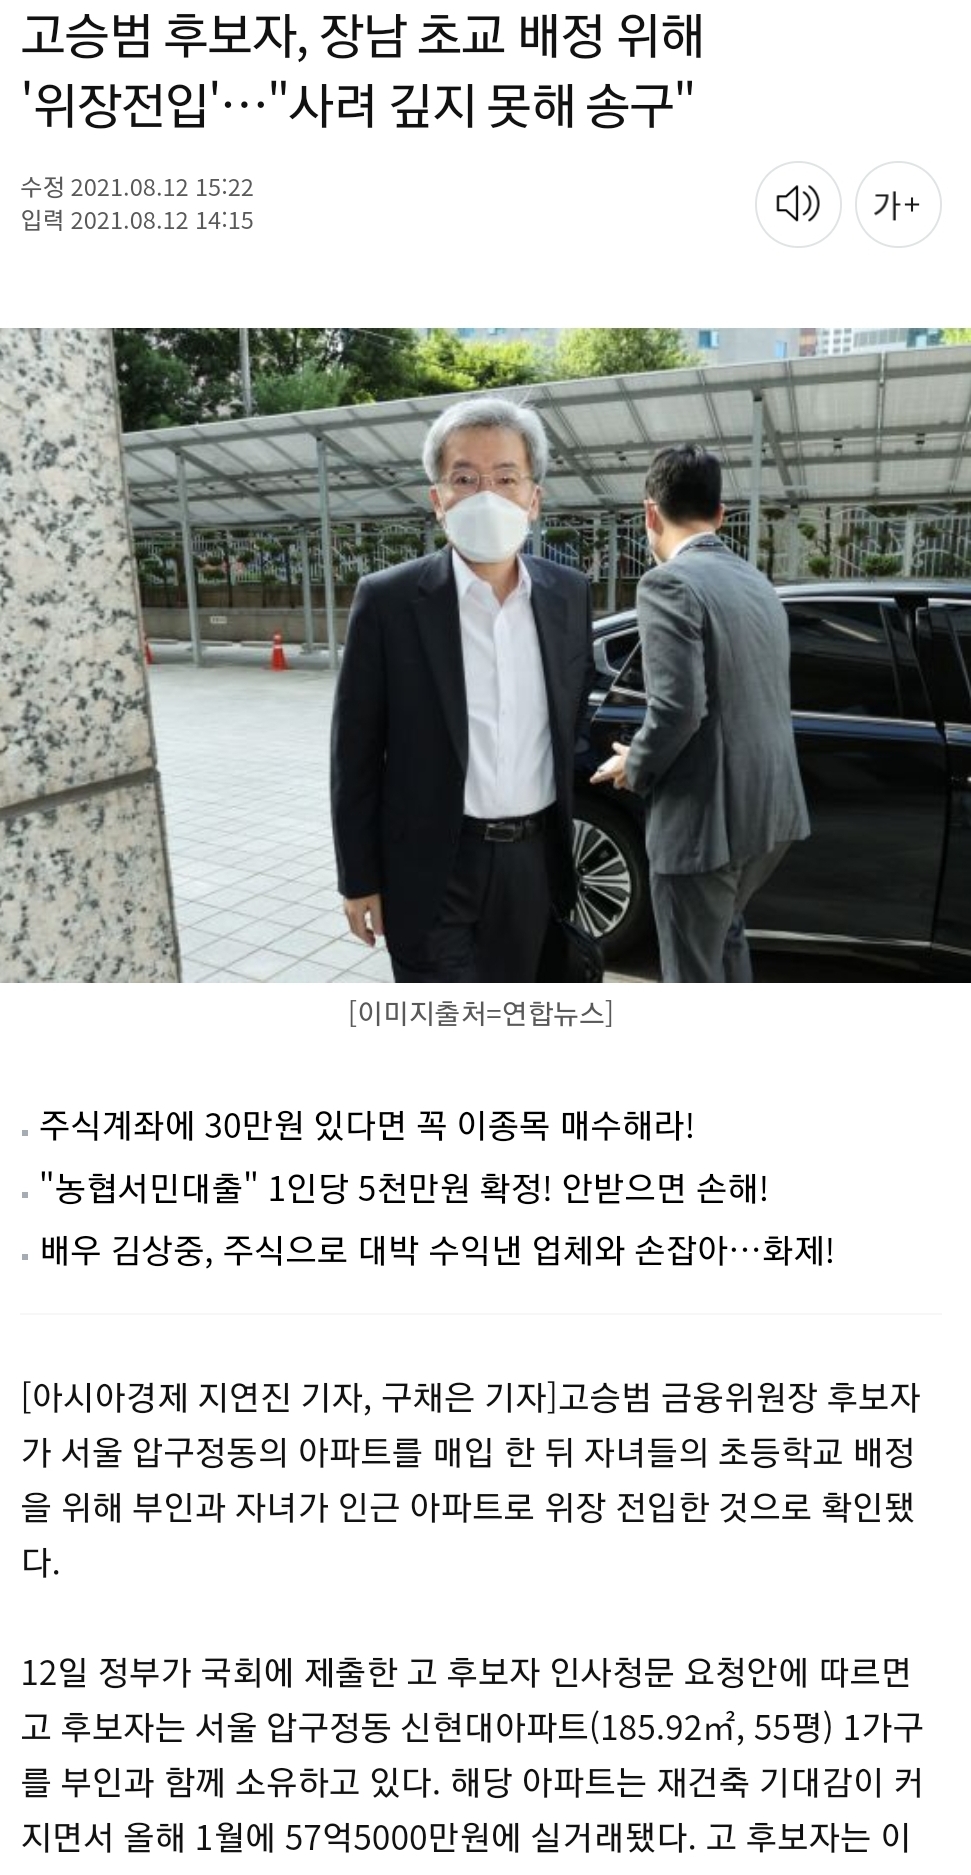 고승범 후보자, 장남 초교 배정 위해
'위장전입'…"사려 깊지 못해 송구"
수정 2021.08.12 15:22
입력 2021.08.12 14:15
가+
[이미지출처=연합뉴스]
주식계좌에 30만원 있다면 꼭 이종목 매수해라!
"농협서민대출" 1인당 5천만원 확정! 안받으면 손해!
배우 김상중, 주식으로 대박 수익낸 업체와 손잡아…화제!
[아시아경제 지연진 기자, 구채은 기자]고승범 금융위원장 후보자
가 서울 압구정동의 아파트를 매입 한 뒤 자녀들의 초등학교 배정
을 위해 부인과 자녀가 인근 아파트로 위장 전입한 것으로 확인됐
다.
12일 정부가 국회에 제출한 고 후보자 인사청문 요청안에 따르면
고 후보자는 서울 압구정동 신현대아파트(185.92㎡, 55평) 1가구
를 부인과 함께 소유하고 있다. 해당 아파트는 재건축 기대감이 커
지면서 올해 1월에 57억5000만원에 실거래됐다. 고 후보자는 이